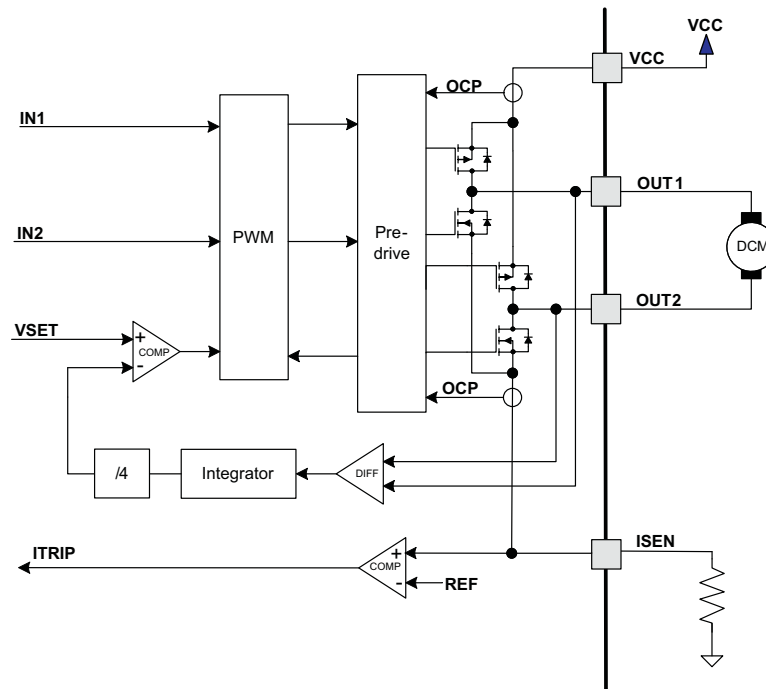 VCC
VCC
OCP
IN1
OUT1
IN2
PWM
Pre-
drive
DCM
OUT2
VSET
+
COMP
-
OCP
/4
Integrator
DIFF
ISEN
ITRIP
+
COMP
-
REF